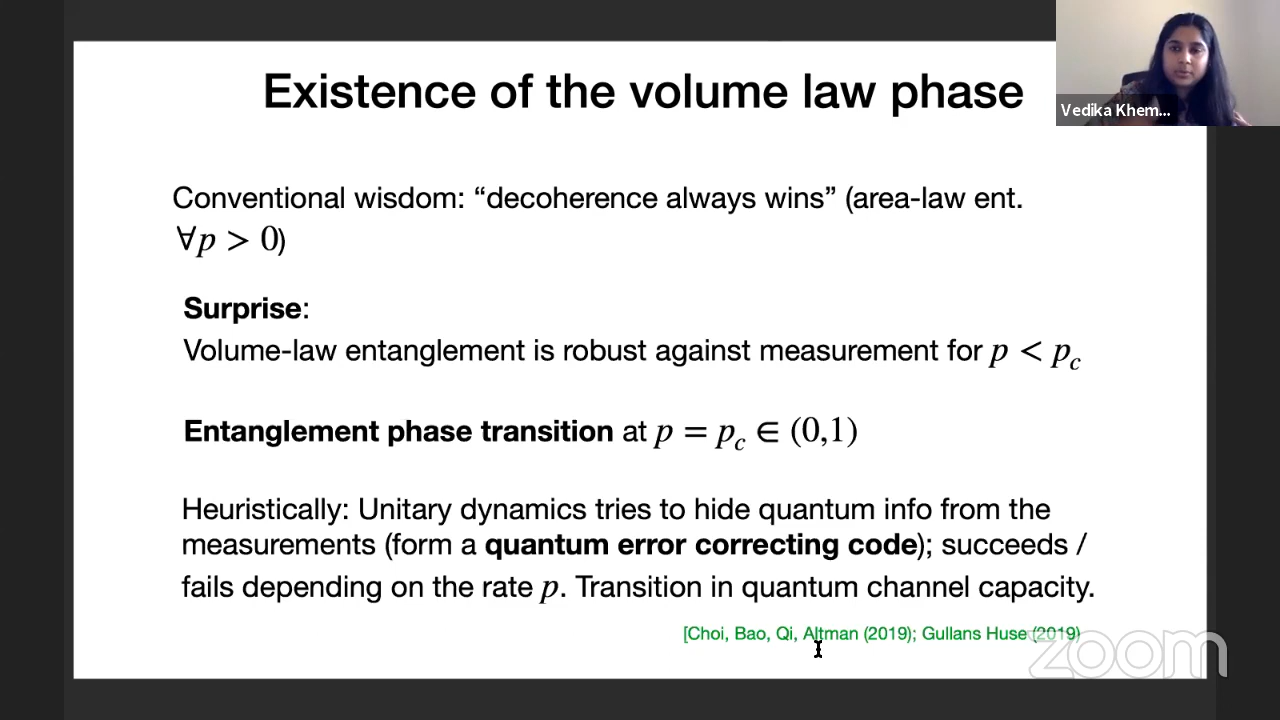 Existence of the volume law phase
Vedika Khem...
Conventional wisdom: “decoherence always wins” (area-law ent.
∀p > 0)
Surprise:
Volume-law entanglement is robust against measurement for p < p_c
Entanglement phase transition at p = p_c ∈ (0,1)
Heuristically: Unitary dynamics tries to hide quantum info from the
measurements (form a quantum error correcting code); succeeds /
fails depending on the rate p. Transition in quantum channel capacity.
[Choi, Bao, Qi, Altman (2019); Gullans Huse (2019)
zoom